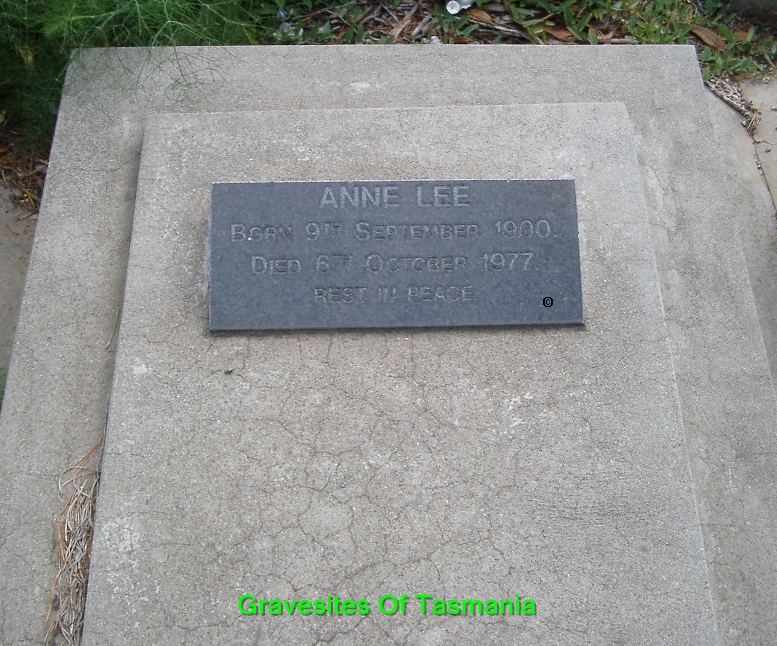 ANNE LEE
BORN 9TH SEPTEMBER 1900.
DIED 6TH OCTOBER 1977.
REST IN PEACE
©
Gravesites Of Tasmania